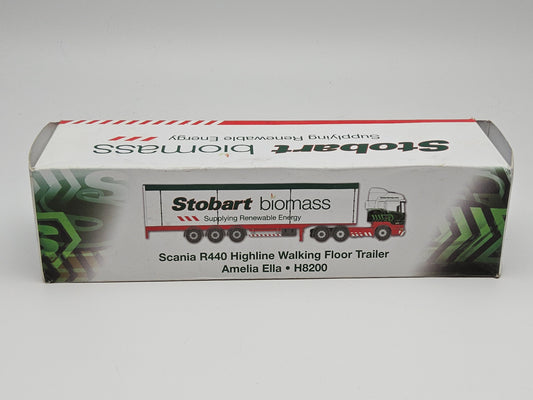 Stobart biomass
Supplying Renewable Energy
Stobart biomass
Supplying Renewable Energy
Scania R440 Highline Walking Floor Trailer
Amelia Ella • H8200